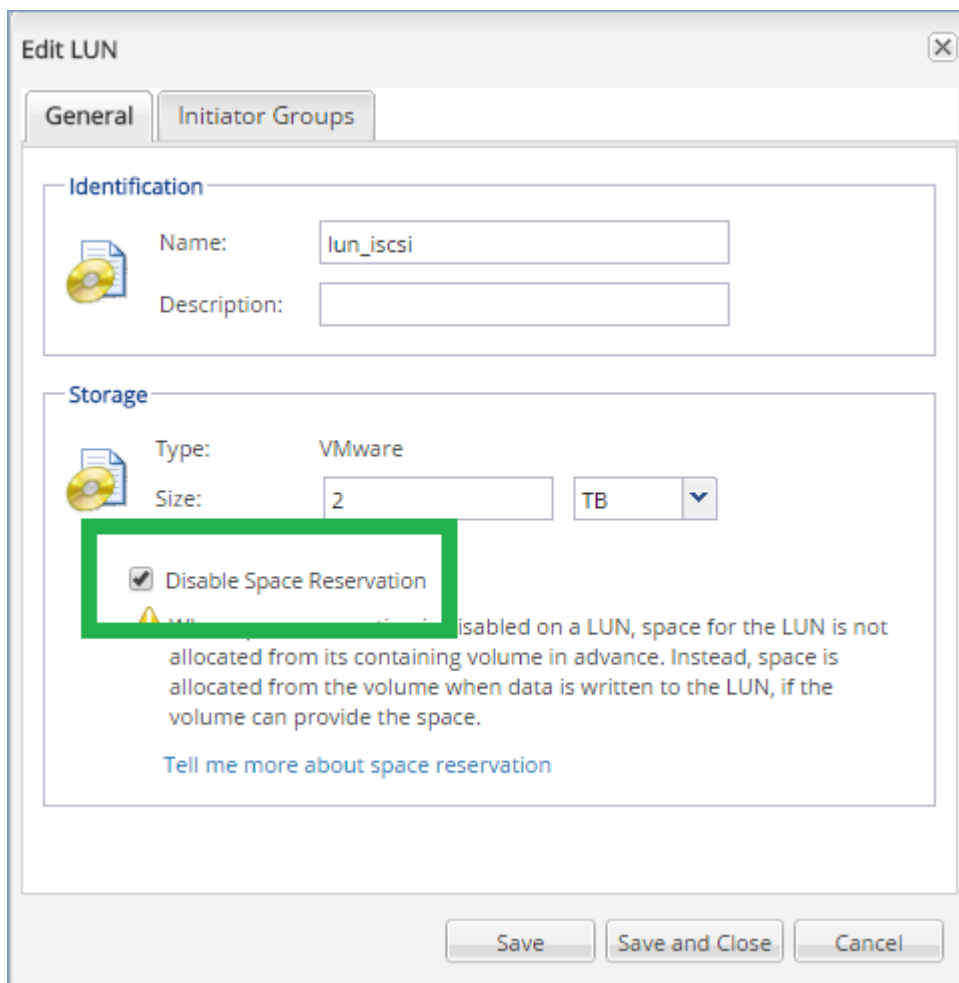 Edit LUN
General
Initiator Groups
Identification
Name:
lun_iscsi
Description:
Storage
Type:
VMware
Size:
2
TB
Disable Space Reservation
disabled on a LUN, space for the LUN is not
allocated from its containing volume in advance. Instead, space is
allocated from the volume when data is written to the LUN, if the
volume can provide the space.
Tell me more about space reservation
Save
Save and Close
Cancel